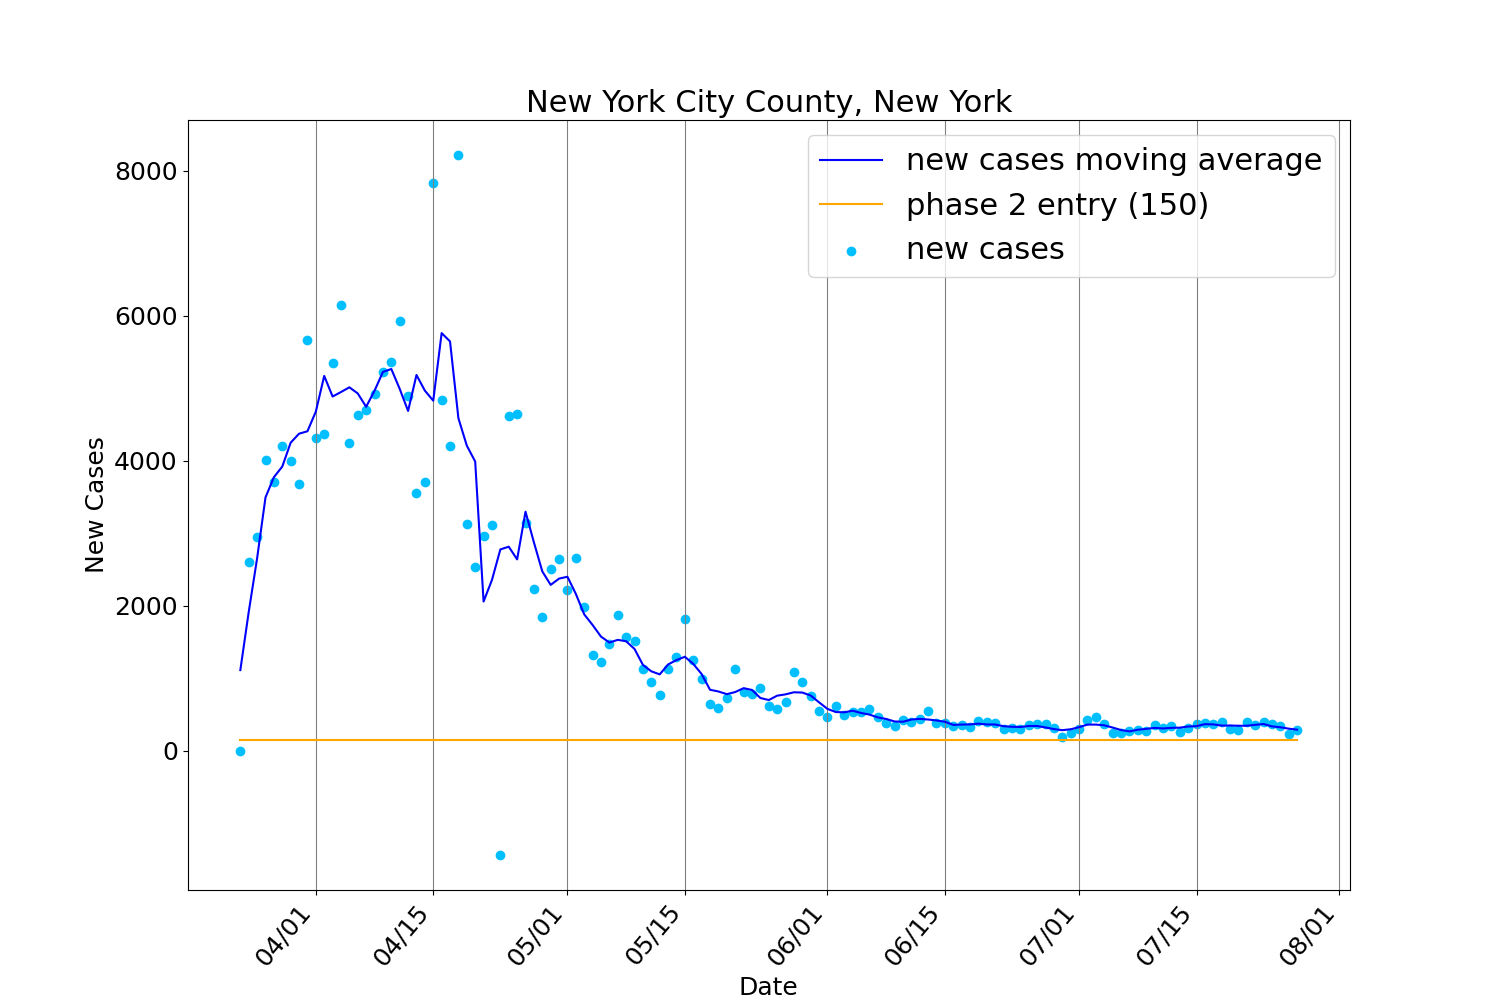 New York City County, New York
new cases moving average
phase 2 entry (150)
new cases
8000
6000
4000
2000
0
New Cases
04/01
04/15
05/01
05/15
06/01
06/15
07/01
07/15
08/01
Date